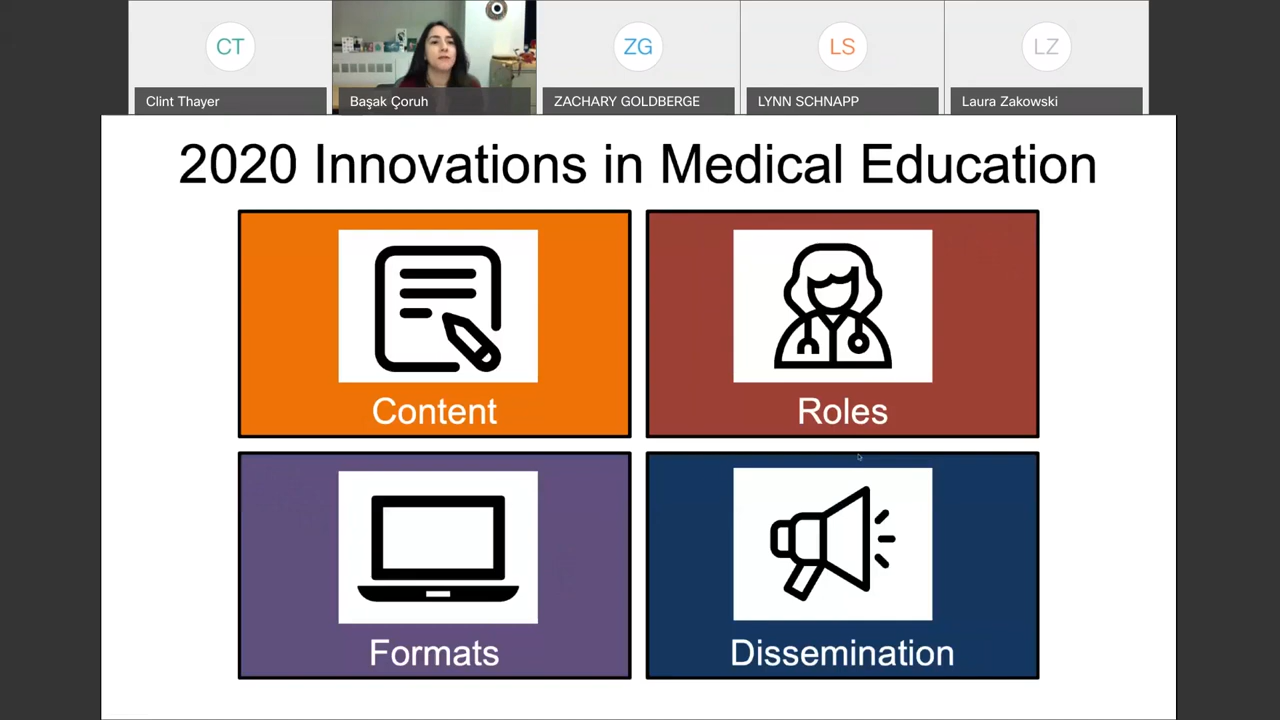 CT
ZG
LS
LZ
Clint Thayer
Başak Çoruh
ZACHARY GOLDBERGE
LYNN SCHNAPP
Laura Zakowski
2020 Innovations in Medical Education
Content
Roles
Formats
Dissemination